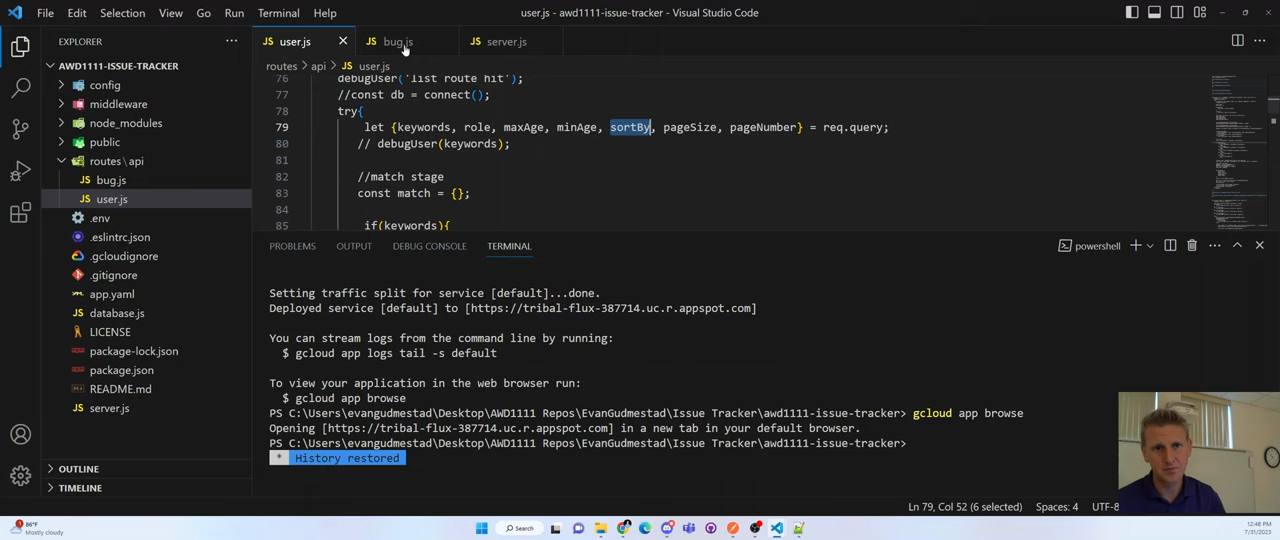 File Edit Selection View Go Run Terminal Help
user.js - awd1111-issue-tracker - Visual Studio Code
EXPLORER
AWD1111-ISSUE-TRACKER
config
middleware
node_modules
public
routes\api
bug.js
user.js
.env
.eslintrc.json
.gcloudignore
.gitignore
app.yaml
database.js
LICENSE
package-lock.json
package.json
README.md
server.js
OUTLINE
TIMELINE
user.js bug.js server.js
routes > api > user.js
76 debugUser('list route hit');
77 //const db = connect();
78 try{
79 let {keywords, role, maxAge, minAge, sortBy, pageSize, pageNumber} = req.query;
80 // debugUser(keywords);
81
82 //match stage
83 const match = {};
84
85 if(keywords){
PROBLEMS OUTPUT DEBUG CONSOLE TERMINAL
powershell
Setting traffic split for service [default]...done.
Deployed service [default] to [https://tribal-flux-387714.uc.r.appspot.com]
You can stream logs from the command line by running:
$ gcloud app logs tail -s default
To view your application in the web browser run:
$ gcloud app browse
PS C:\Users\evangudmestad\Desktop\AWD1111 Repos\EvanGudmestad\Issue Tracker\awd1111-issue-tracker> gcloud app browse
Opening [https://tribal-flux-387714.uc.r.appspot.com] in a new tab in your default browser.
PS C:\Users\evangudmestad\Desktop\AWD1111 Repos\EvanGudmestad\Issue Tracker\awd1111-issue-tracker>
* History restored
Ln 79, Col 52 (6 selected) Spaces: 4 UTF-8
86°F
Mostly cloudy
Search
12:48 PM
7/31/2023